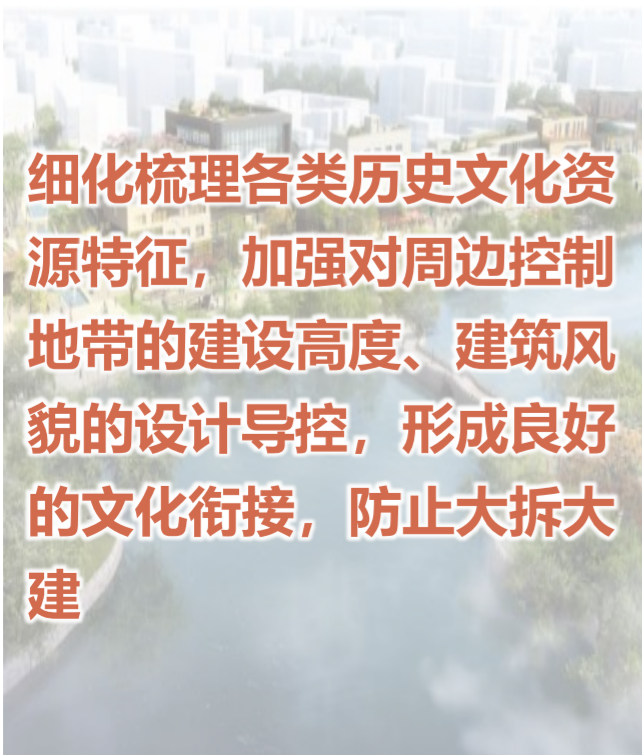 细化梳理各类历史文化资
源特征，加强对周边控制
地带的建设高度、建筑风
貌的设计导控，形成良好
的文化衔接，防止大拆大
建